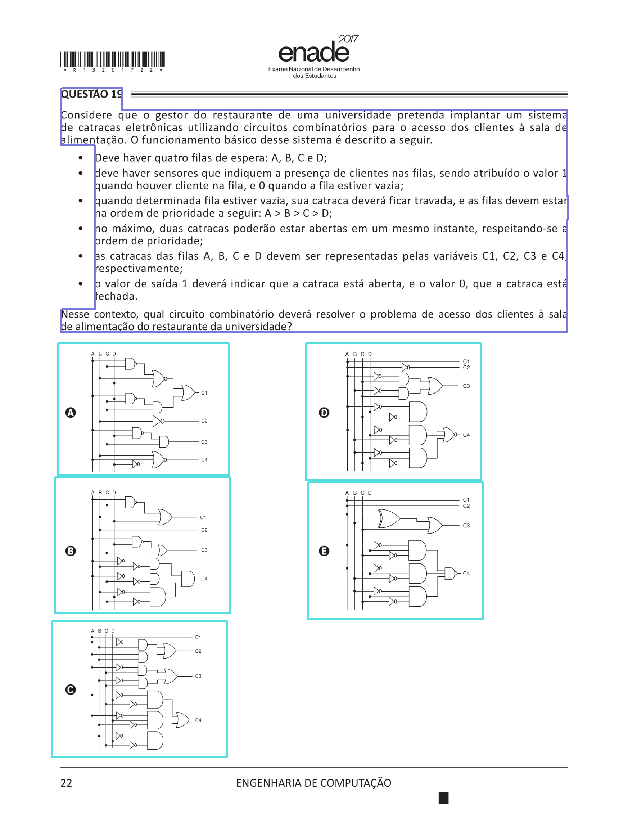 2017
enade
Exame Nacional de Desempenho
dos Estudantes
*R1320172 2*
QUESTÃO 19
Considere que o gestor do restaurante de uma universidade pretenda implantar um sistema
de catracas eletrônicas utilizando circuitos combinatórios para o acesso dos clientes à sala de
alimentação. O funcionamento básico desse sistema é descrito a seguir.
• Deve haver quatro filas de espera: A, B, C e D;
• deve haver sensores que indiquem a presença de clientes nas filas, sendo atribuído o valor 1
quando houver cliente na fila, e 0 quando a fila estiver vazia;
• quando determinada fila estiver vazia, sua catraca deverá ficar travada, e as filas devem estar
na ordem de prioridade a seguir: A > B > C > D;
• no máximo, duas catracas poderão estar abertas em um mesmo instante, respeitando-se a
ordem de prioridade;
• as catracas das filas A, B, C e D devem ser representadas pelas variáveis C1, C2, C3 e C4,
respectivamente;
• o valor de saída 1 deverá indicar que a catraca está aberta, e o valor 0, que a catraca está
fechada.
Nesse contexto, qual circuito combinatório deverá resolver o problema de acesso dos clientes à sala
de alimentação do restaurante da universidade?
A
A B C D
C1
C2
C3
C4
B
A B C D
C1
C2
C3
C4
C
A B C D
C1
C2
C3
C4
D
A B D D
C1
C2
C3
C4
E
A B C D
C1
C2
C3
C4
22
ENGENHARIA DE COMPUTAÇÃO